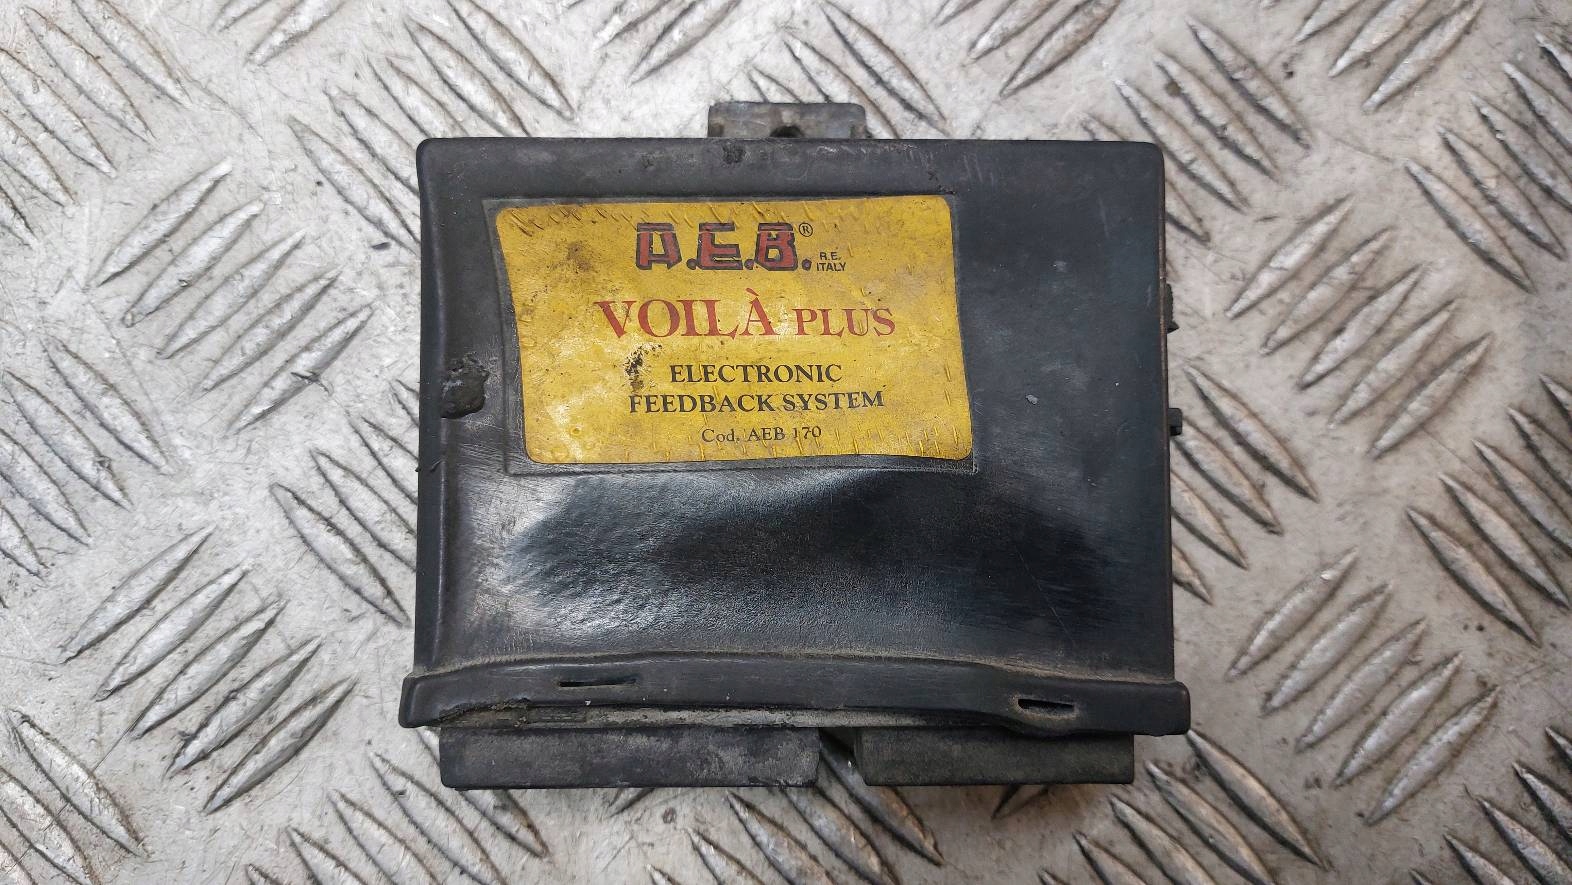 A.E.B.®
R.E.
ITALY
VOILÀ PLUS
ELECTRONIC
FEEDBACK SYSTEM
Cod. AEB 170